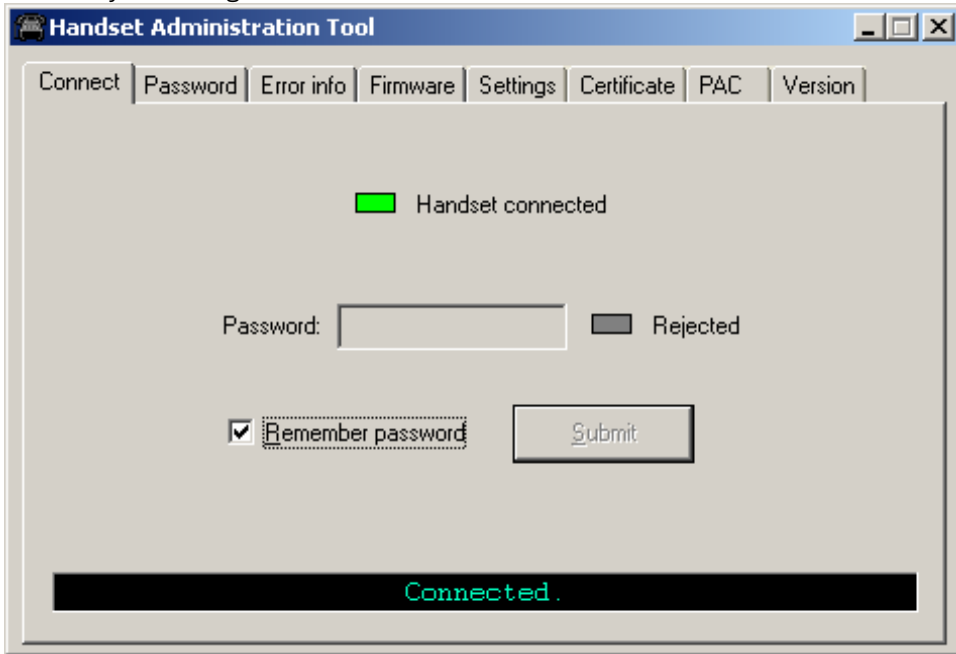 Handset Administration Tool
Connect Password Error info Firmware Settings Certificate PAC Version
Handset connected
Password: Rejected
Remember password Submit
Connected.